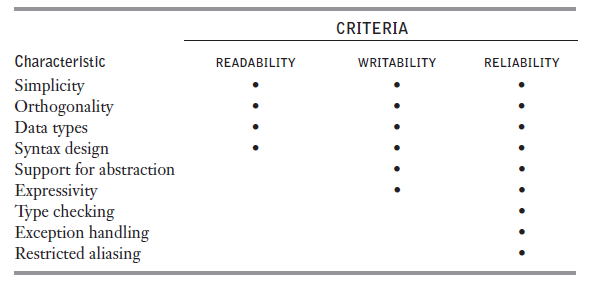 CRITERIA
Characteristic READABILITY WRITABILITY RELIABILITY
Simplicity • • •
Orthogonality • • •
Data types • • •
Syntax design • • •
Support for abstraction • •
Expressivity • •
Type checking •
Exception handling •
Restricted aliasing •